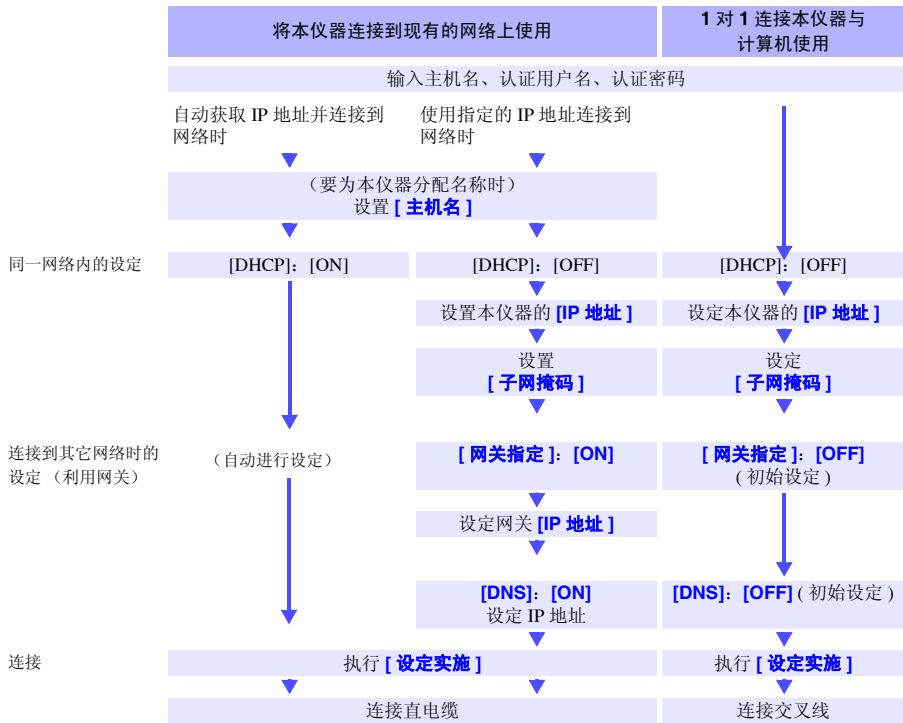 将本仪器连接到现有的网络上使用
1 对 1 连接本仪器与
计算机使用
输入主机名、认证用户名、认证密码
自动获取 IP 地址并连接到
网络时
使用指定的 IP 地址连接到
网络时
（要为本仪器分配名称时）
设置 [ 主机名 ]
同一网络内的设定
[DHCP]：[ON]
[DHCP]：[OFF]
[DHCP]：[OFF]
设置本仪器的 [IP 地址 ]
设定本仪器的 [IP 地址 ]
设置
[ 子网掩码 ]
设定
[ 子网掩码 ]
连接到其它网络时的
设定 （利用网关）
（自动进行设定）
[ 网关指定 ]：[ON]
[ 网关指定 ]：[OFF]
( 初始设定 )
设定网关 [IP 地址 ]
[DNS]：[ON]
设定 IP 地址
[DNS]：[OFF] ( 初始设定 )
连接
执行 [ 设定实施 ]
执行 [ 设定实施 ]
连接直电缆
连接交叉线